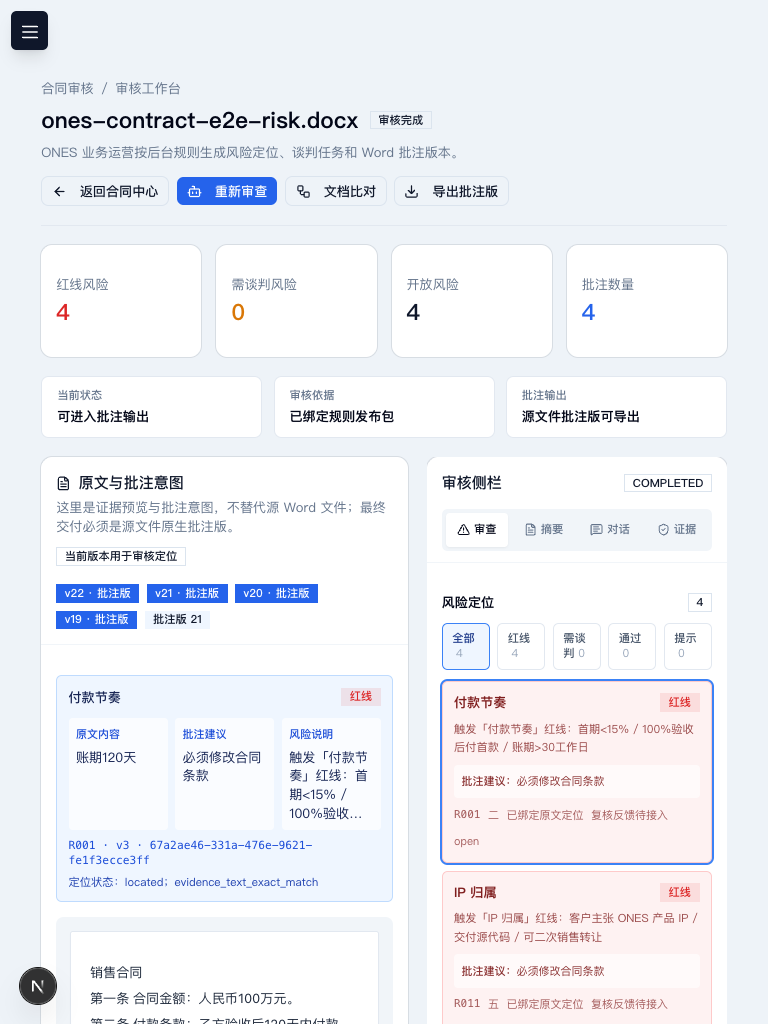 合同审核 / 审核工作台
ones-contract-e2e-risk.docx 审核完成
ONES 业务运营按后台规则生成风险定位、谈判任务和 Word 批注版本。
返回合同中心 重新审查 文档比对 导出批注版
红线风险
4
需谈判风险
0
开放风险
4
批注数量
4
当前状态
可进入批注输出
审核依据
已绑定规则发布包
批注输出
源文件批注版可导出
原文与批注意图
这里是证据预览与批注意图，不替代源 Word 文件；最终
交付必须是源文件原生批注版。
当前版本用于审核定位
v22 · 批注版 v21 · 批注版 v20 · 批注版
v19 · 批注版 批注版 21
付款节奏 红线
原文内容
账期120天
批注建议
必须修改合同
条款
风险说明
触发「付款节
奏」红线：首
期<15% /
100%验收…
R001 · v3 · 67a2ae46-331a-476e-9621-
fe1f3ecce3ff
定位状态：located；evidence_text_exact_match
销售合同
第一条 合同金额：人民币100万元。
第二条 付款条款：乙方验收后120天内付款
审核侧栏 COMPLETED
审查 摘要 对话 证据
风险定位 4
全部
4
红线
4
需谈
判 0
通过
0
提示
0
付款节奏 红线
触发「付款节奏」红线：首期<15% / 100%验收
后付首款 / 账期>30工作日
批注建议：必须修改合同条款
R001 二 已绑定原文定位 复核反馈待接入
open
IP 归属 红线
触发「IP 归属」红线：客户主张 ONES 产品 IP /
交付源代码 / 可二次销售转让
批注建议：必须修改合同条款
R011 五 已绑定原文定位 复核反馈待接入
N